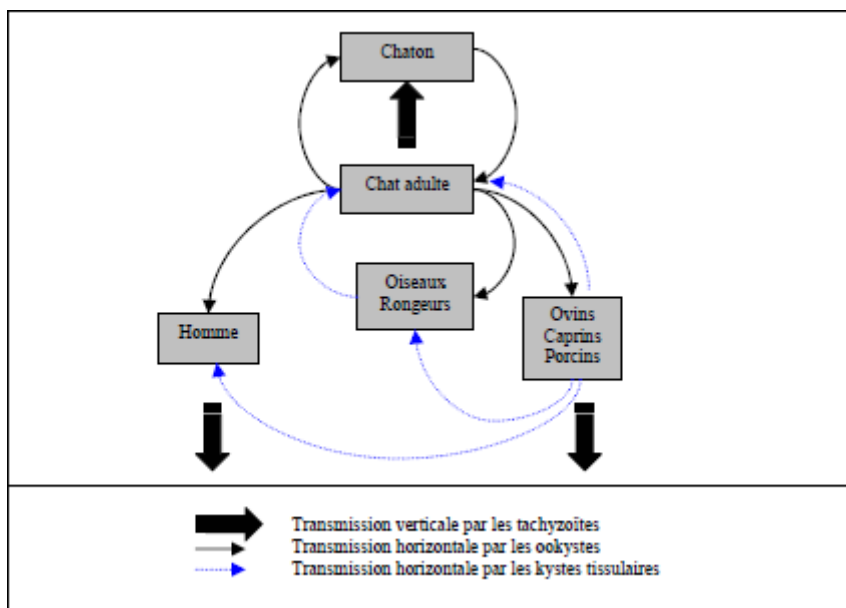 Chaton
Chat adulte
Oiseaux
Rongeurs
Homme
Ovins
Caprins
Porcins
Transmission verticale par les tachyzoïtes
Transmission horizontale par les ookystes
Transmission horizontale par les kystes tissulaires